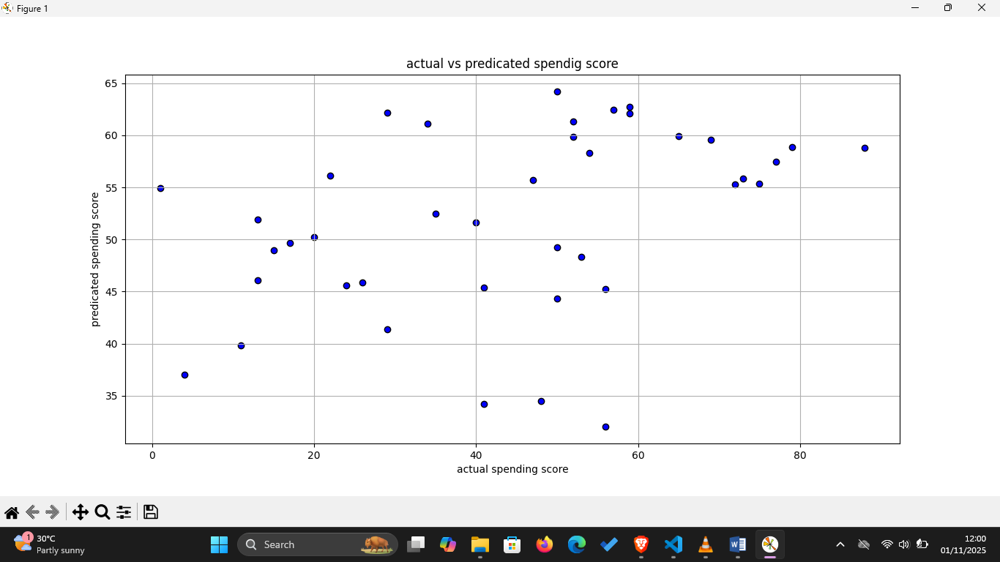 Figure 1
actual vs predicated spendig score
65
60
55
50
45
40
35
predicated spending score
0 20 40 60 80
actual spending score
1
30°C
Partly sunny
Search
12:00
01/11/2025